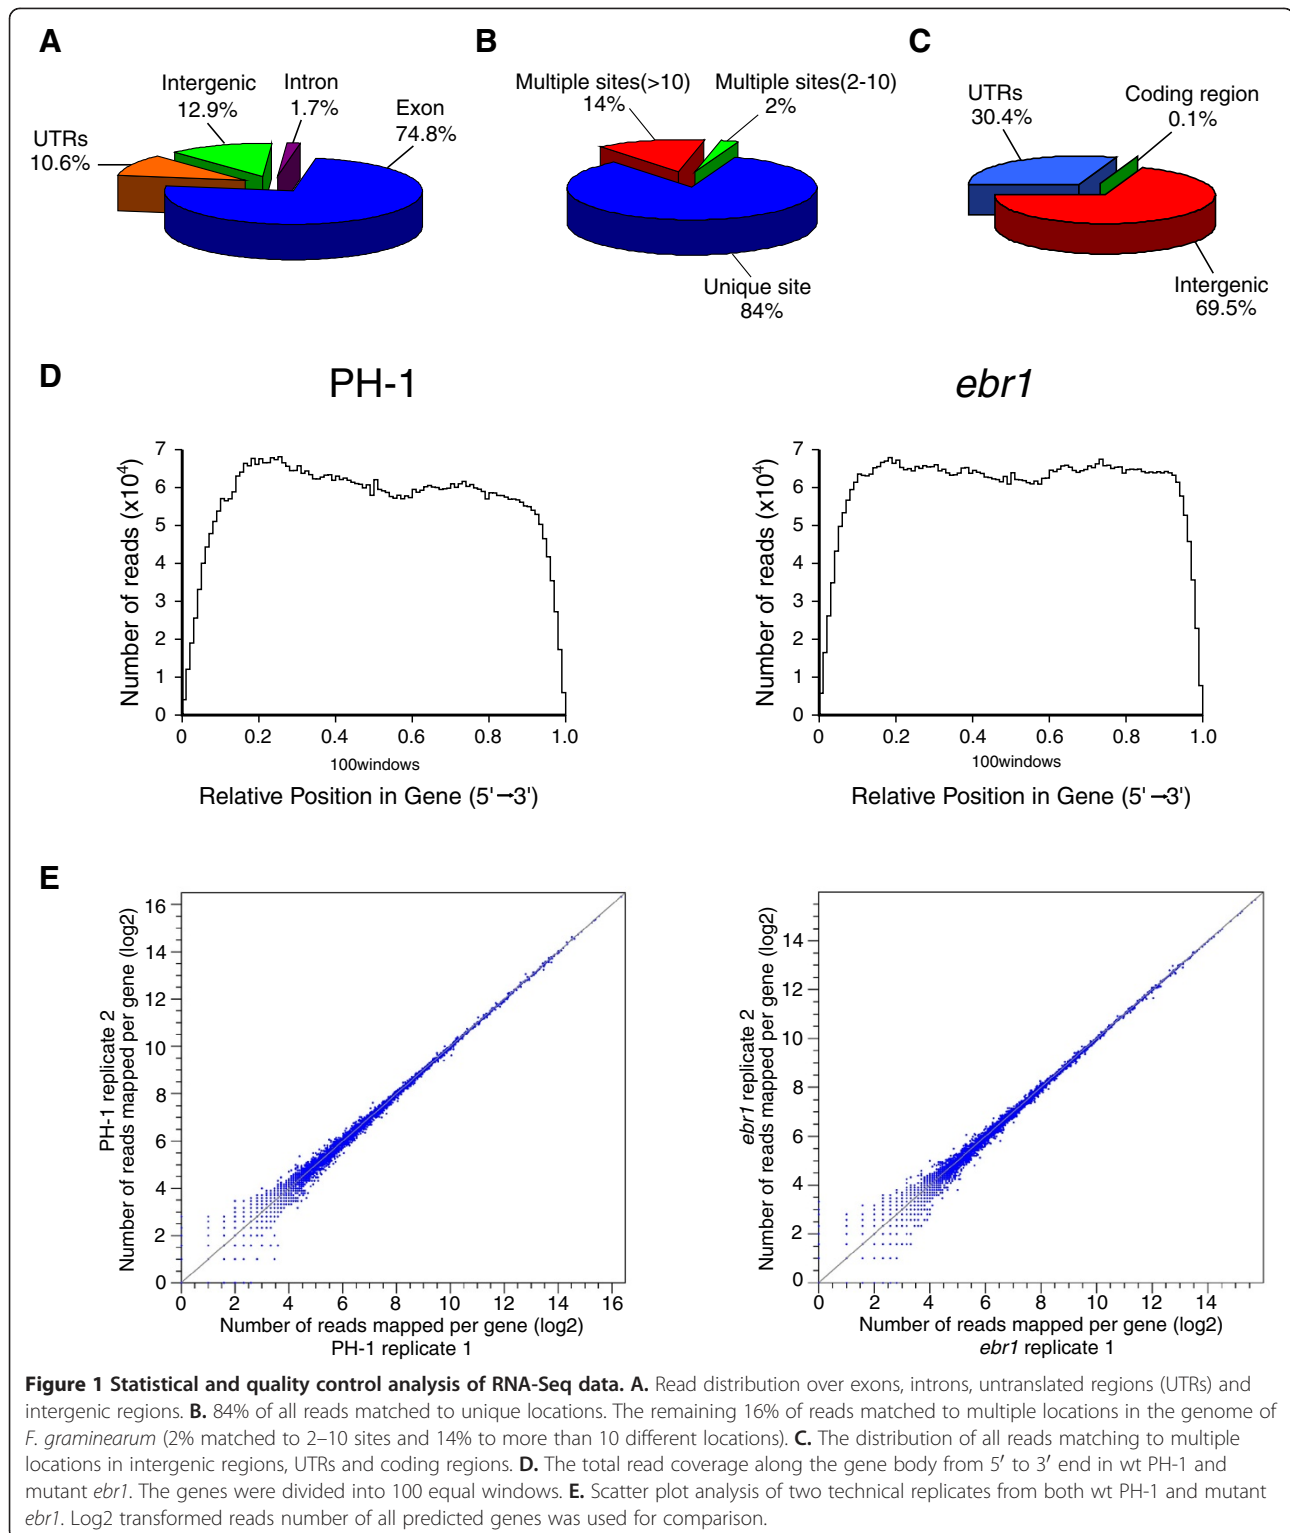 A
Intergenic
12.9%
Intron
1.7%
Exon
74.8%
UTRs
10.6%
B
Multiple sites(>10)
14%
Multiple sites(2-10)
2%
Unique site
84%
C
UTRs
30.4%
Coding region
0.1%
Intergenic
69.5%
D
PH-1
Number of reads (x10⁴)
7
6
5
4
3
2
1
0
0 0.2 0.4 0.6 0.8 1.0
100windows
Relative Position in Gene (5'→3')
ebr1
Number of reads (x10⁴)
7
6
5
4
3
2
1
0
0 0.2 0.4 0.6 0.8 1.0
100windows
Relative Position in Gene (5'→3')
E
PH-1 replicate 2
Number of reads mapped per gene (log2)
16
14
12
10
8
6
4
2
0
0 2 4 6 8 10 12 14 16
Number of reads mapped per gene (log2)
PH-1 replicate 1
ebr1 replicate 2
Number of reads mapped per gene (log2)
14
12
10
8
6
4
2
0
0 2 4 6 8 10 12 14
Number of reads mapped per gene (log2)
ebr1 replicate 1
Figure 1 Statistical and quality control analysis of RNA-Seq data. A. Read distribution over exons, introns, untranslated regions (UTRs) and
intergenic regions. B. 84% of all reads matched to unique locations. The remaining 16% of reads matched to multiple locations in the genome of
F. graminearum (2% matched to 2–10 sites and 14% to more than 10 different locations). C. The distribution of all reads matching to multiple
locations in intergenic regions, UTRs and coding regions. D. The total read coverage along the gene body from 5′ to 3′ end in wt PH-1 and
mutant ebr1. The genes were divided into 100 equal windows. E. Scatter plot analysis of two technical replicates from both wt PH-1 and mutant
ebr1. Log2 transformed reads number of all predicted genes was used for comparison.